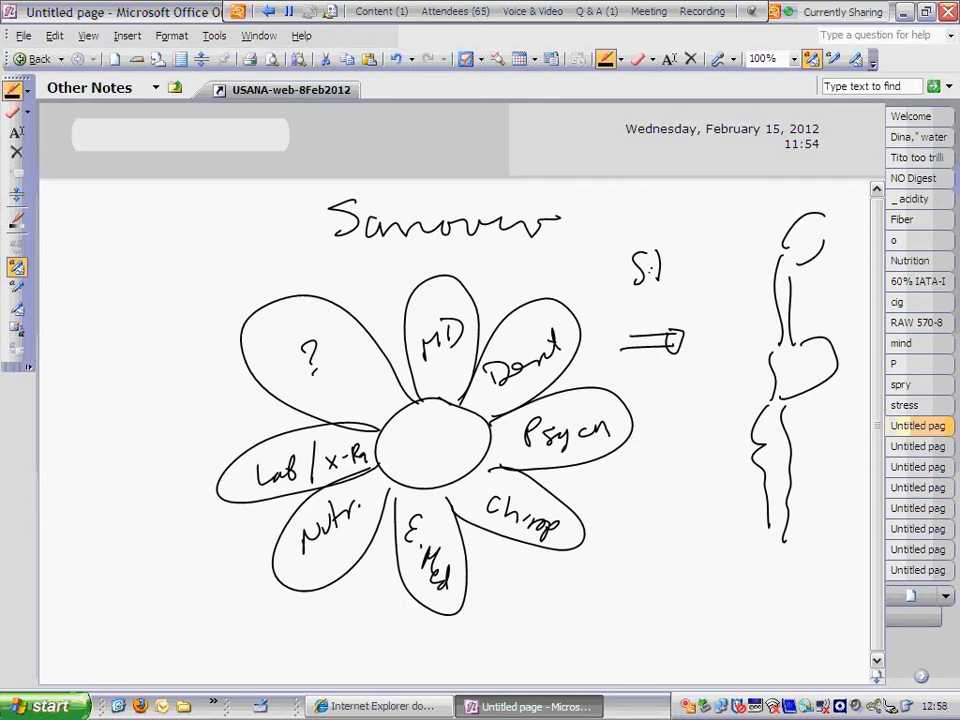 Untitled page - Microsoft Office O
Content (1) Attendees (65) Voice & Video Q & A (1) Meeting Recording
Currently Sharing
File Edit View Insert Format Tools Window Help
Type a question for help
Back 100%
Other Notes
USANA-web-8Feb2012
Type text to find
Wednesday, February 15, 2012
11:54
Welcome
Dina," water
Tito too trilli
NO Digest
_ acidity
Fiber
o
Nutrition
60% IATA-I
cig
RAW 570-8
mind
P
spry
stress
Untitled pag
Untitled pag
Untitled pag
Untitled pag
Untitled pag
Untitled pag
Untitled pag
Untitled pag
?
MD
Dent
Psych
Chirop
E. Med
Nutr.
Lab / X-Ra
start
Internet Explorer do...
Untitled page - Micros...
12:58